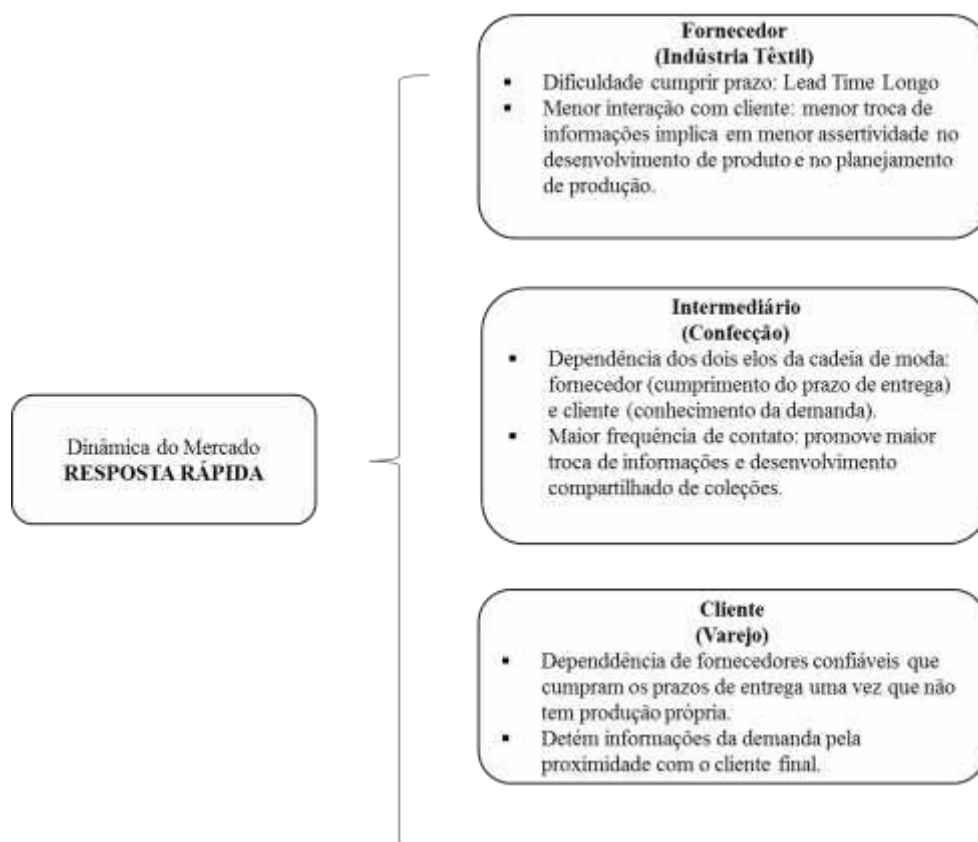 Fornecedor
(Indústria Têxtil)
▪ Dificuldade cumprir prazo: Lead Time Longo
▪ Menor interação com cliente: menor troca de
informações implica em menor assertividade no
desenvolvimento de produto e no planejamento
de produção.
Intermediário
(Confecção)
▪ Dependência dos dois elos da cadeia de moda:
fornecedor (cumprimento do prazo de entrega)
e cliente (conhecimento da demanda).
▪ Maior frequência de contato: promove maior
troca de informações e desenvolvimento
compartilhado de coleções.
Dinâmica do Mercado
RESPOSTA RÁPIDA
Cliente
(Varejo)
▪ Dependdência de fornecedores confiáveis que
cumpram os prazos de entrega uma vez que não
tem produção própria.
▪ Detém informações da demanda pela
proximidade com o cliente final.